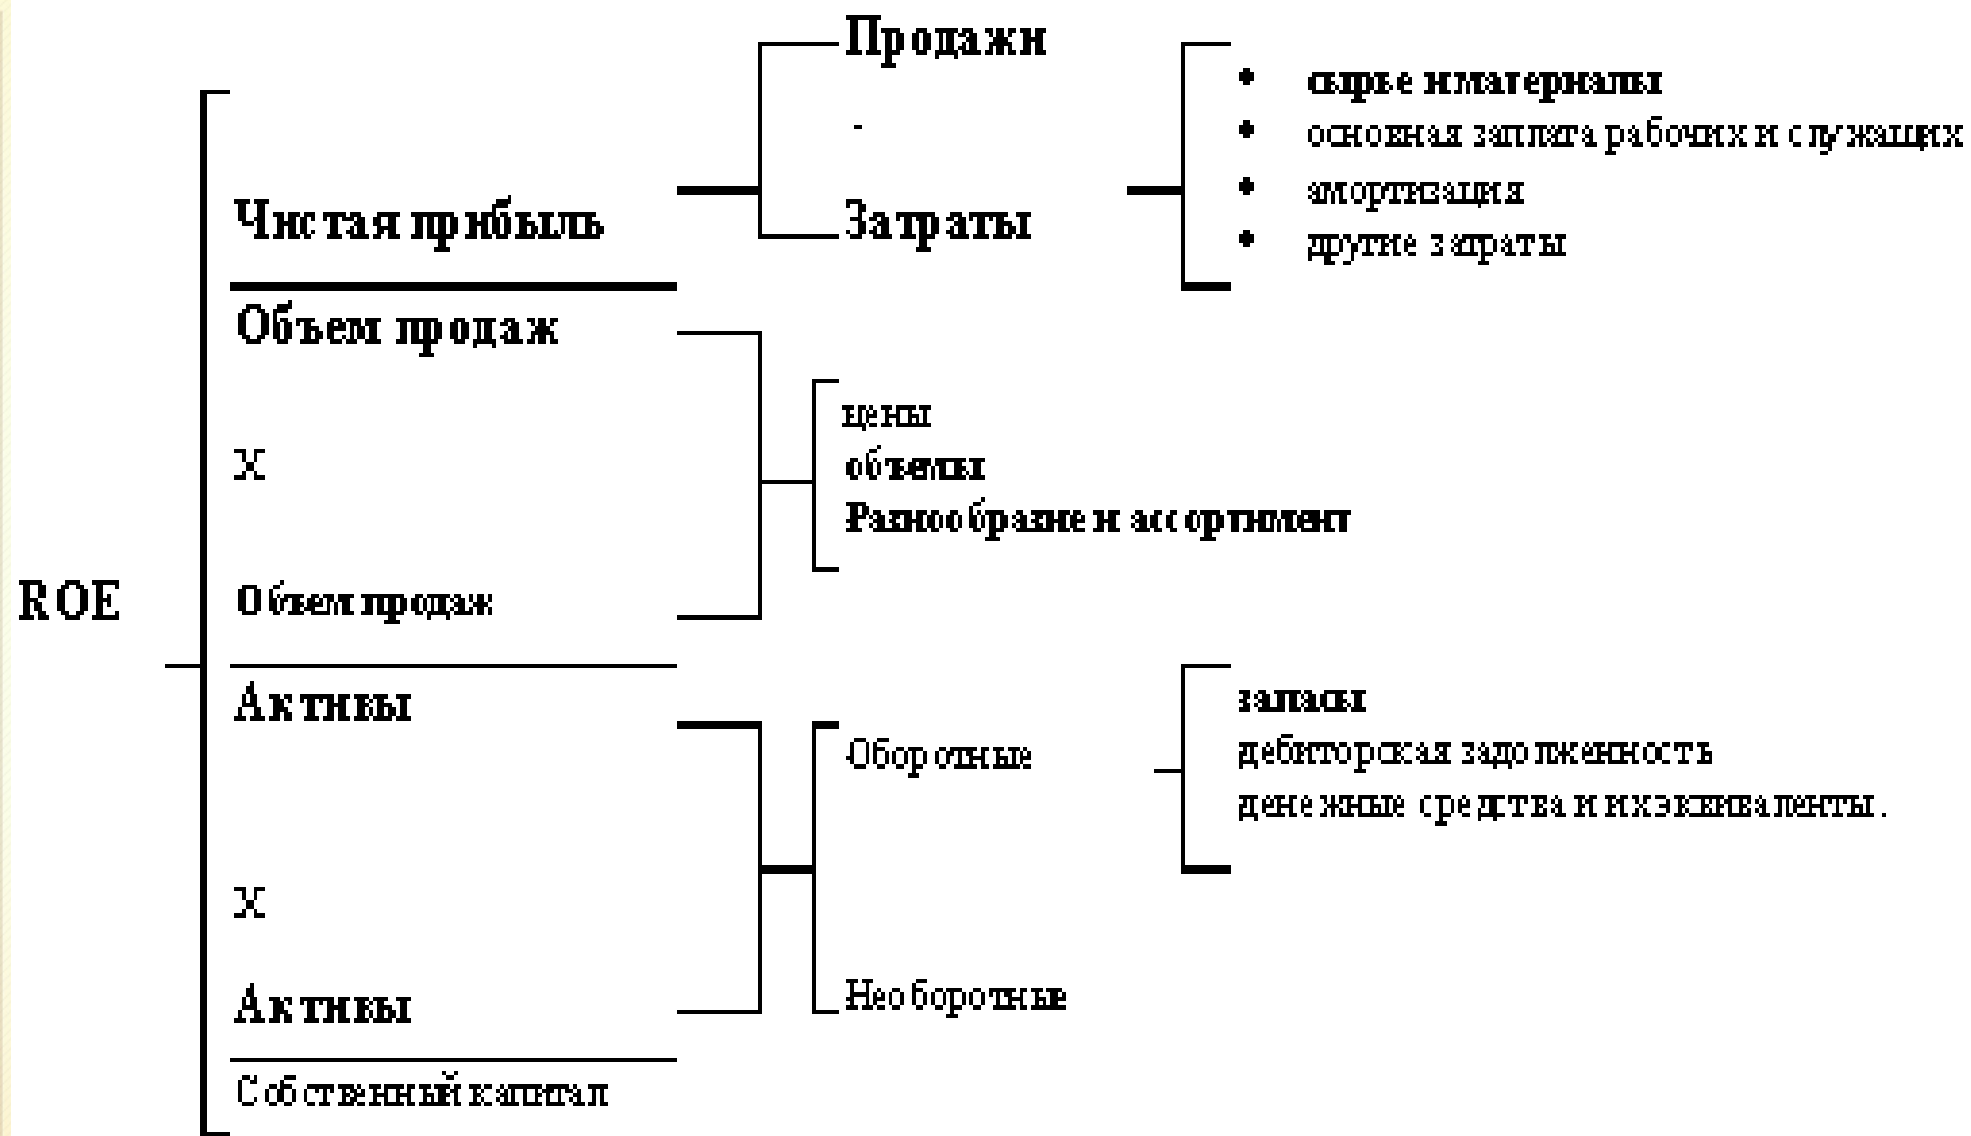 Продажи
• сырье и материалы
-
• основная заплата рабочих и служащих
• амортизация
Чистая прибыль
Затраты
• другие затраты
Объем продаж
цены
X
объемы
Разнообразие и ассортимент
ROE
Объем продаж
Активы
запасы
Оборотные
дебиторская задолженность
денежные средства и их эквиваленты.
X
Активы
Необоротные
Собственный капитал